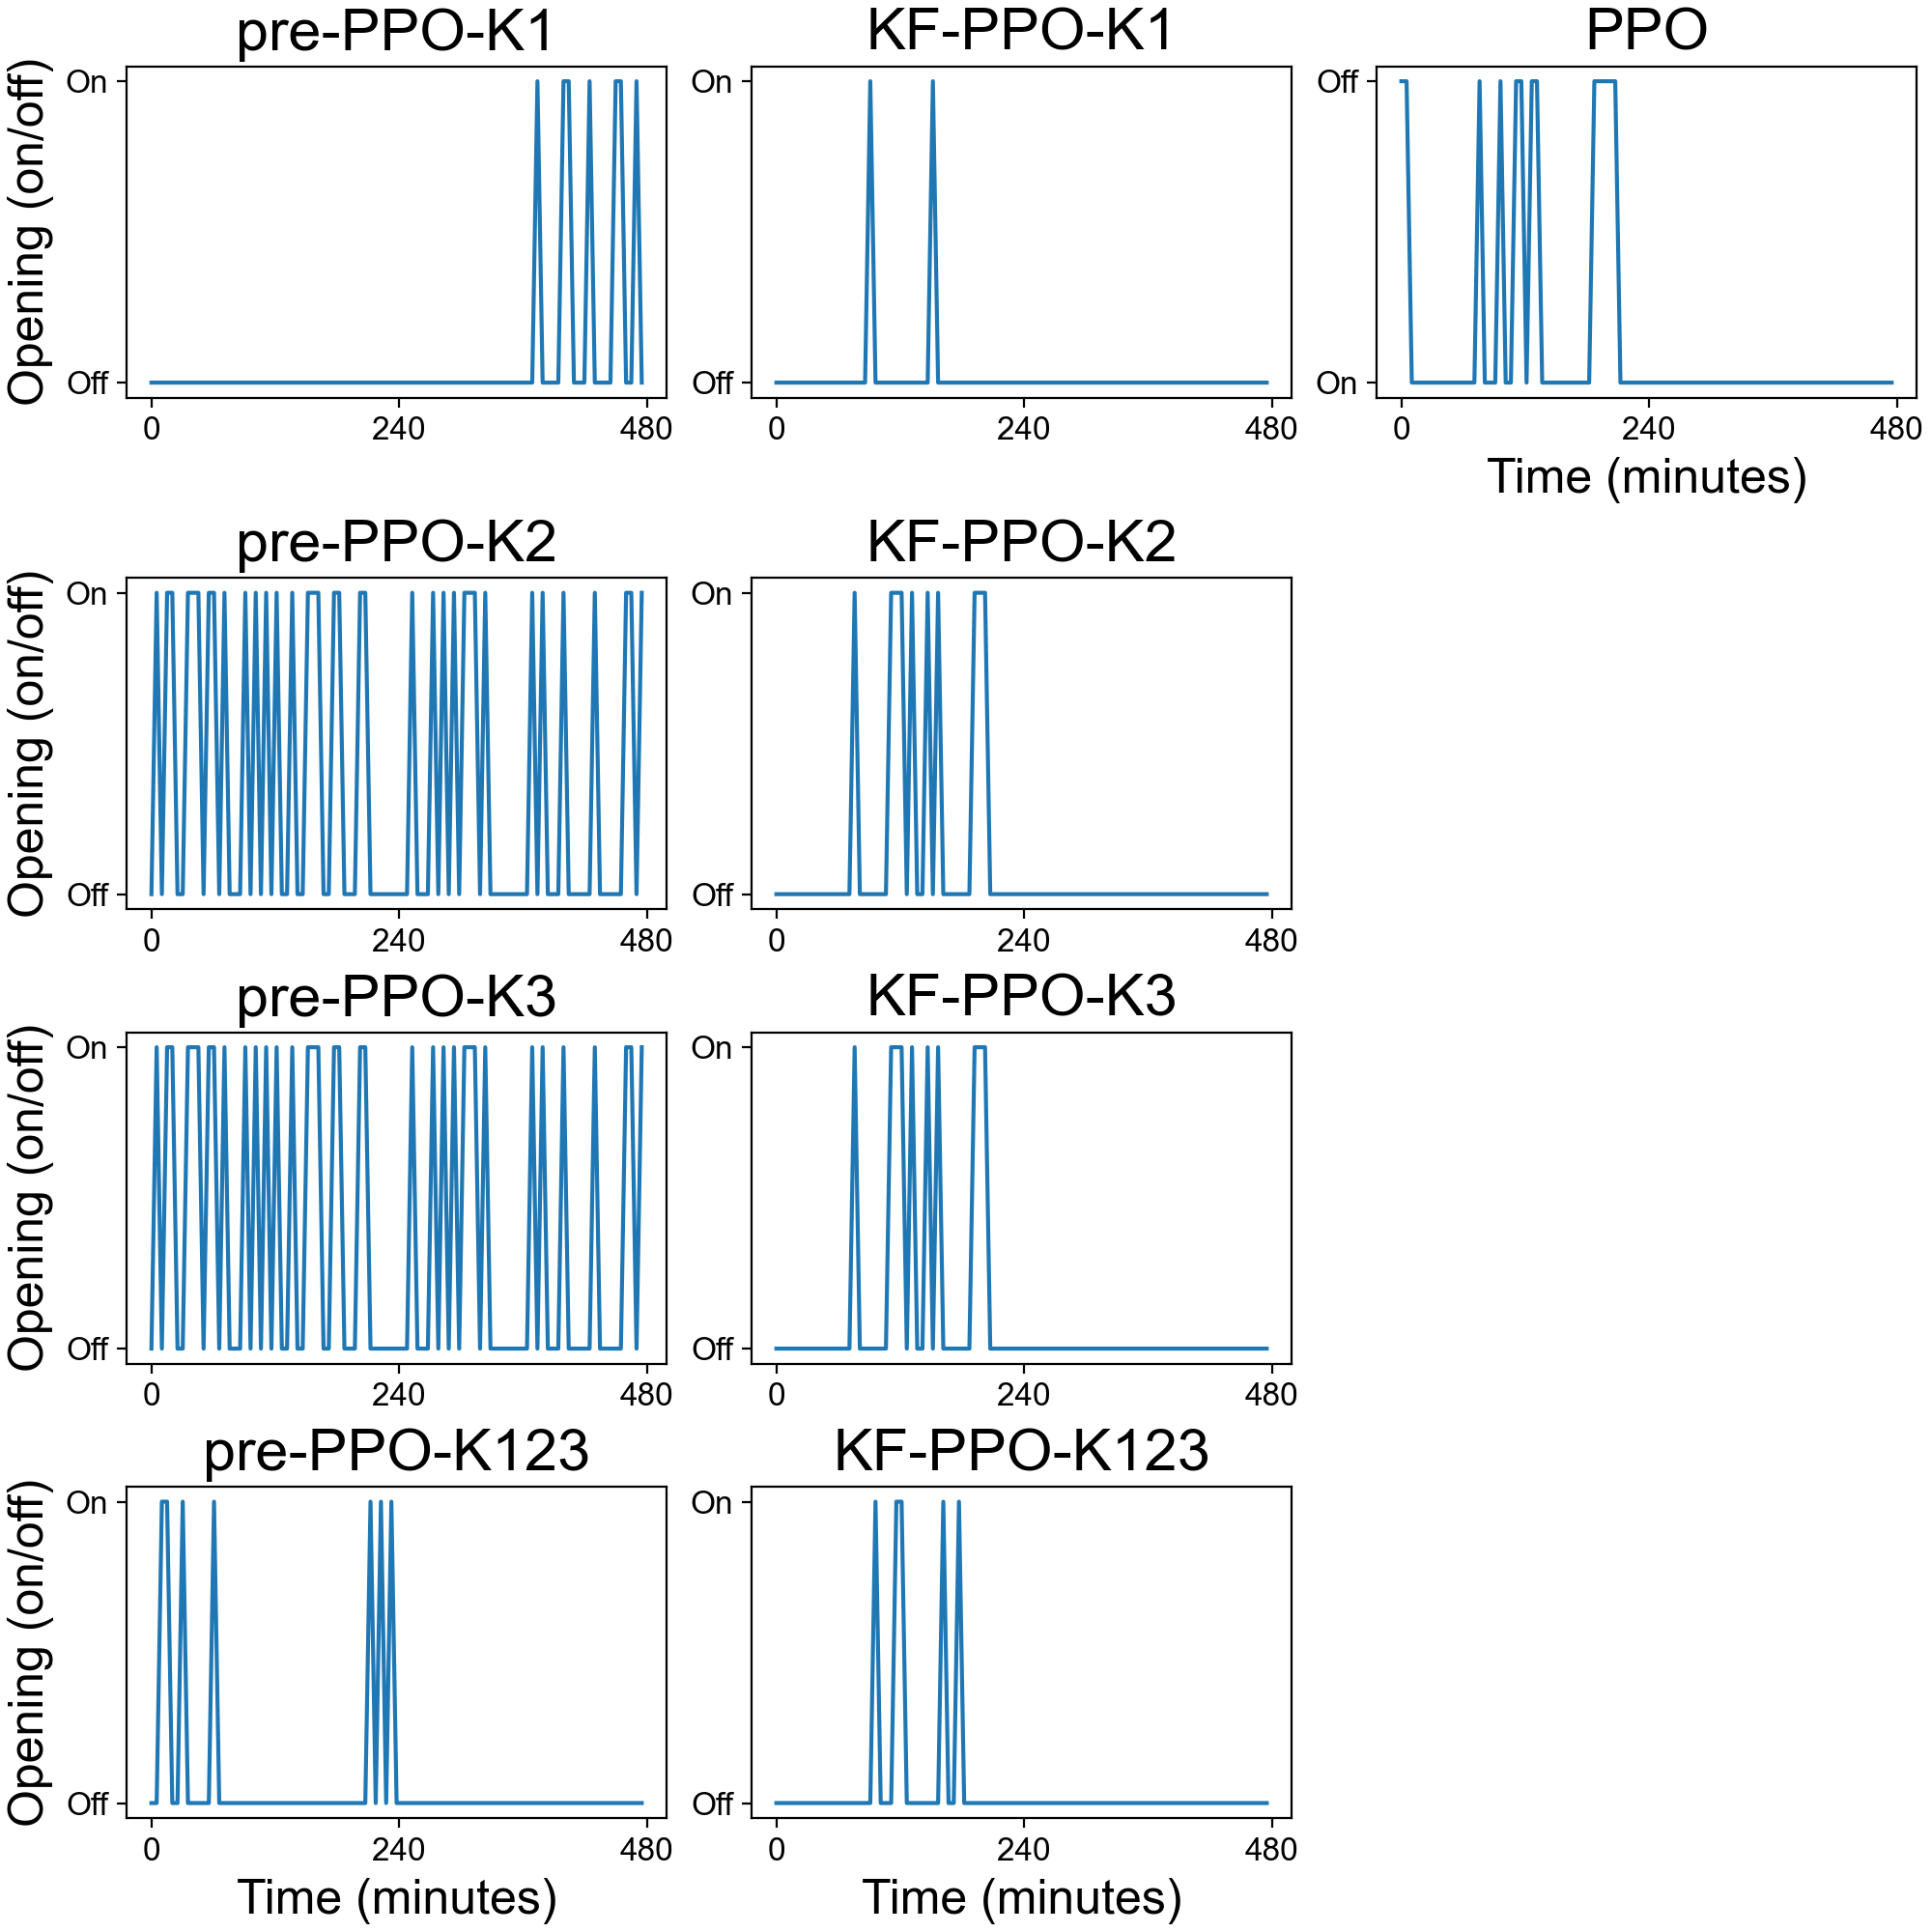 pre-PPO-K1
KF-PPO-K1
PPO
Opening (on/off)
On
Off
0 240 480
On
Off
0 240 480
Off
On
0 240 480
Time (minutes)
pre-PPO-K2
KF-PPO-K2
Opening (on/off)
On
Off
0 240 480
On
Off
0 240 480
pre-PPO-K3
KF-PPO-K3
Opening (on/off)
On
Off
0 240 480
On
Off
0 240 480
pre-PPO-K123
KF-PPO-K123
Opening (on/off)
On
Off
0 240 480
Time (minutes)
On
Off
0 240 480
Time (minutes)